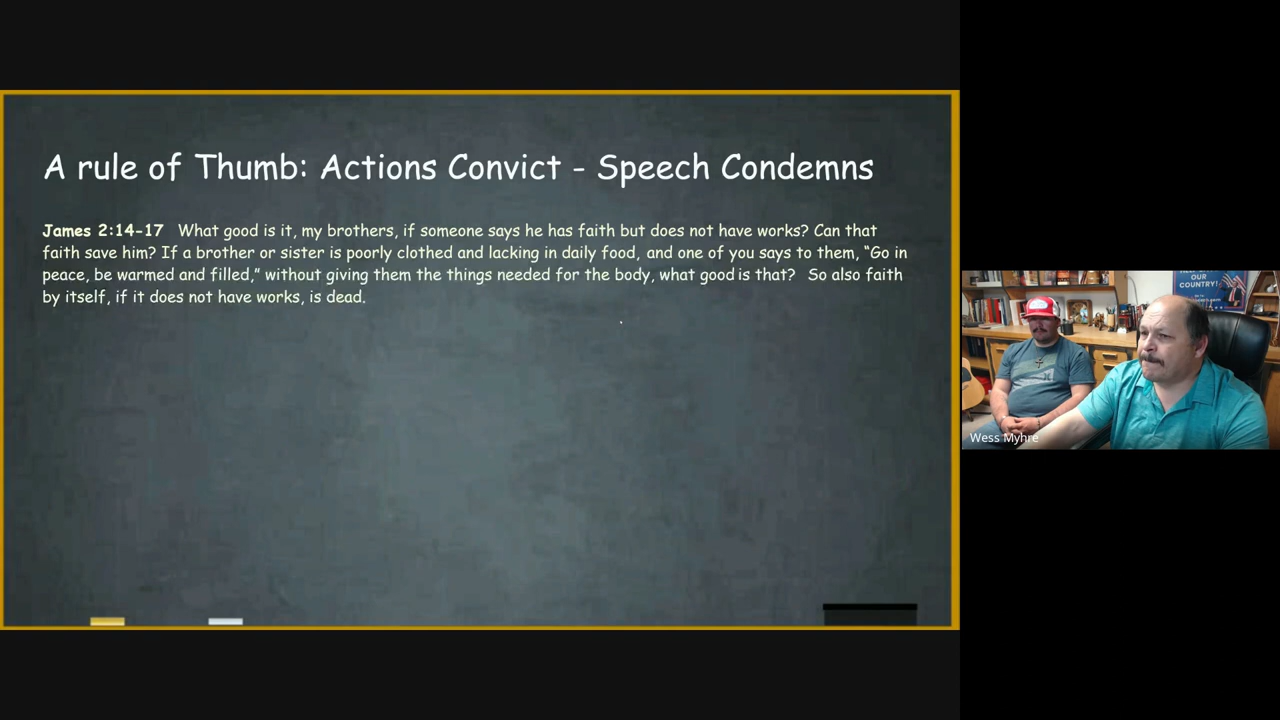 A rule of Thumb: Actions Convict - Speech Condemns
James 2:14-17 What good is it, my brothers, if someone says he has faith but does not have works? Can that
faith save him? If a brother or sister is poorly clothed and lacking in daily food, and one of you says to them, “Go in
peace, be warmed and filled,” without giving them the things needed for the body, what good is that? So also faith
by itself, if it does not have works, is dead.
OUR
COUNTRY!
Wess Myhre